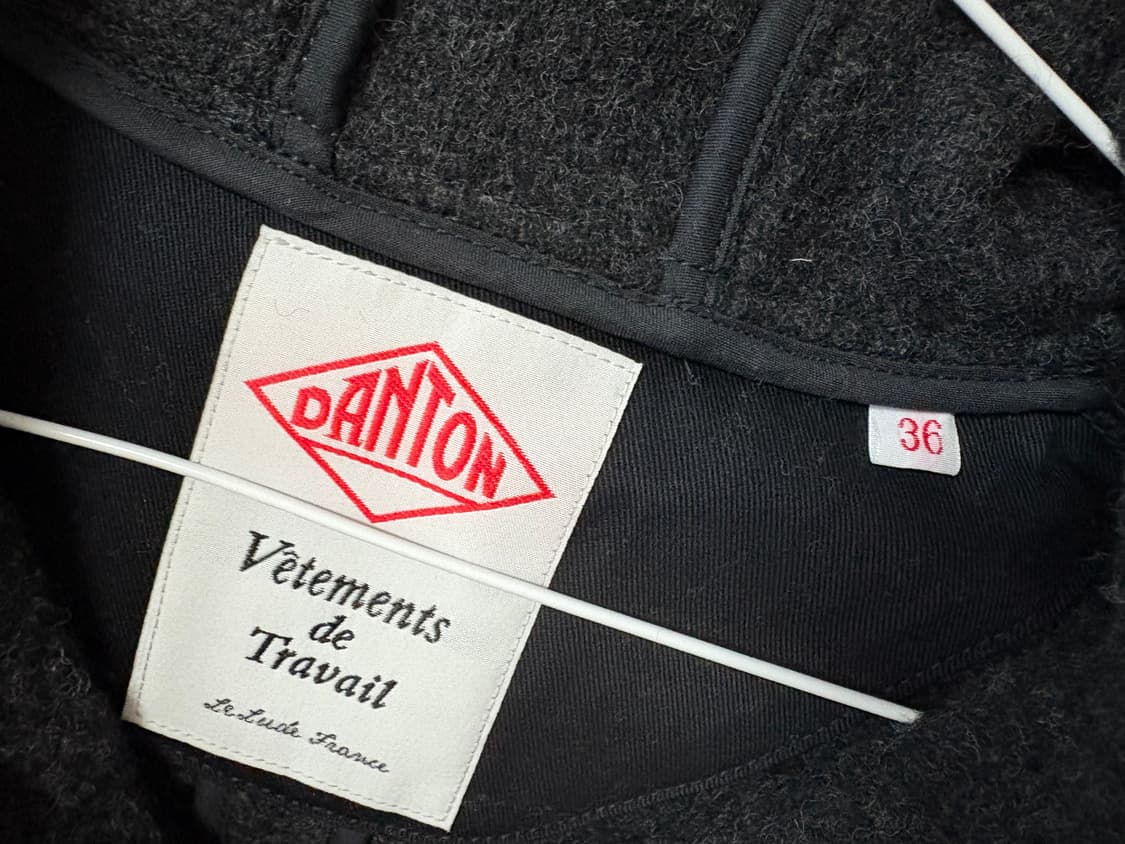 DANTON
36
Vêtements
de
Travail
Le Lude France